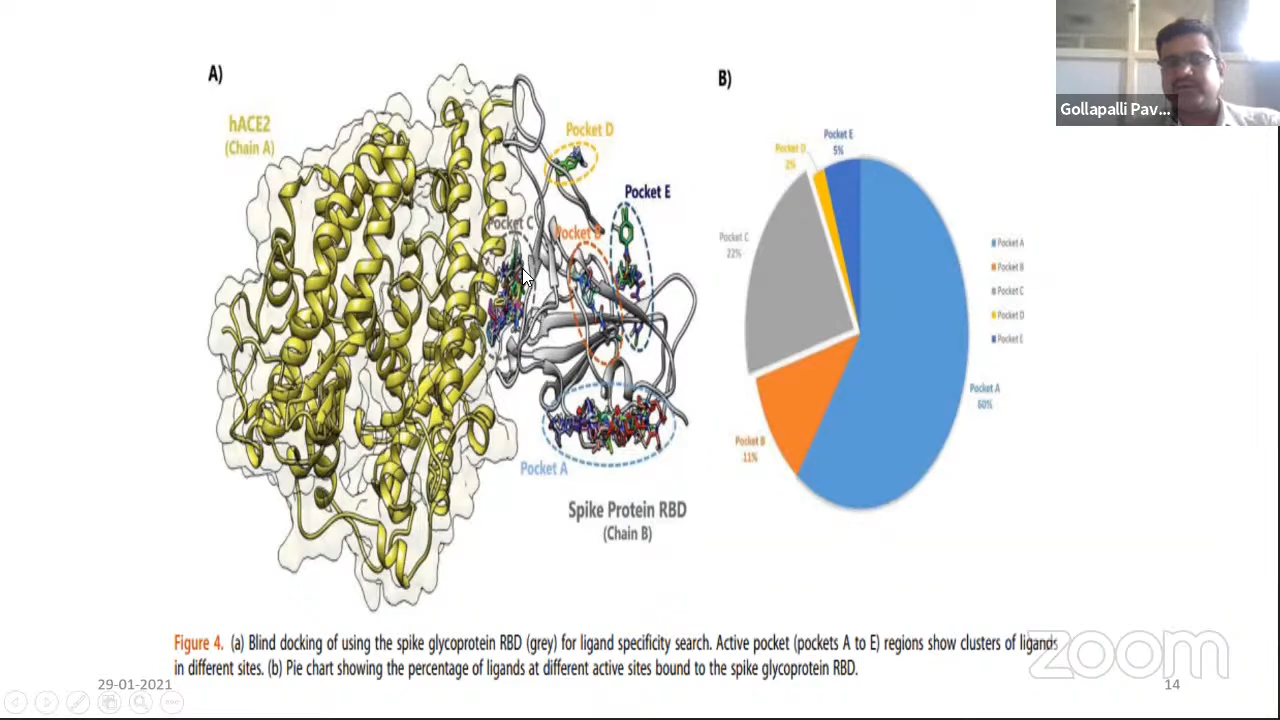 Gollapalli Pav...
A)
hACE2
(Chain A)
Pocket D
Pocket E
Pocket C
Pocket B
Pocket A
Spike Protein RBD
(Chain B)
B)
Pocket E
5%
Pocket D
2%
Pocket C
22%
Pocket B
11%
Pocket A
60%
Pocket A
Pocket B
Pocket C
Pocket D
Pocket E
Figure 4. (a) Blind docking of using the spike glycoprotein RBD (grey) for ligand specificity search. Active pocket (pockets A to E) regions show clusters of ligands
in different sites. (b) Pie chart showing the percentage of ligands at different active sites bound to the spike glycoprotein RBD.
zoom
29-01-2021
14